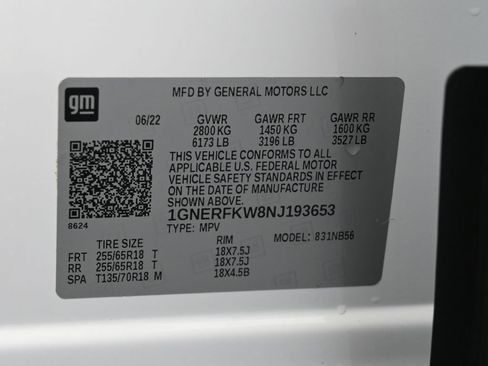 gm
MFD BY GENERAL MOTORS LLC
06/22 GVWR GAWR FRT GAWR RR
2800 KG 1450 KG 1600 KG
6173 LB 3196 LB 3527 LB
THIS VEHICLE CONFORMS TO ALL
APPLICABLE U.S. FEDERAL MOTOR
VEHICLE SAFETY STANDARDS IN EFFECT
ON THE DATE OF MANUFACTURE
SHOWN ABOVE.
1GNERFKW8NJ193653
8624
TYPE: MPV MODEL: 831NB56
TIRE SIZE RIM
FRT 255/65R18 T 18X7.5J
RR 255/65R18 T 18X7.5J
SPA T135/70R18 M 18X4.5B